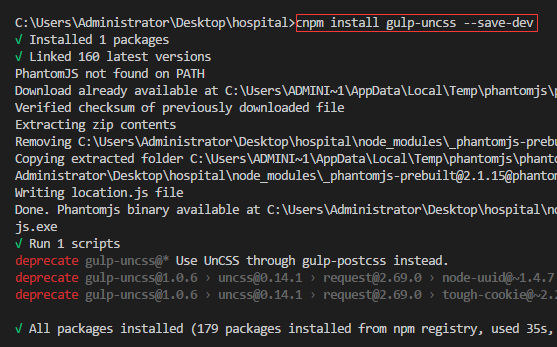 C:\Users\Administrator\Desktop\hospital>cnpm install gulp-uncss --save-dev
√ Installed 1 packages
√ Linked 160 latest versions
PhantomJS not found on PATH
Download already available at C:\Users\ADMINI~1\AppData\Local\Temp\phantomjs\p
Verified checksum of previously downloaded file
Extracting zip contents
Removing C:\Users\Administrator\Desktop\hospital\node_modules\_phantomjs-preb
Copying extracted folder C:\Users\ADMINI~1\AppData\Local\Temp\phantomjs\phant
Administrator\Desktop\hospital\node_modules\_phantomjs-prebuilt@2.1.15@phantom
Writing location.js file
Done. Phantomjs binary available at C:\Users\Administrator\Desktop\hospital\no
js.exe
√ Run 1 scripts
deprecate gulp-uncss@* Use UnCSS through gulp-postcss instead.
deprecate gulp-uncss@1.0.6 › uncss@0.14.1 › request@2.69.0 › node-uuid@~1.4.7
deprecate gulp-uncss@1.0.6 › uncss@0.14.1 › request@2.69.0 › tough-cookie@~2.
√ All packages installed (179 packages installed from npm registry, used 35s,